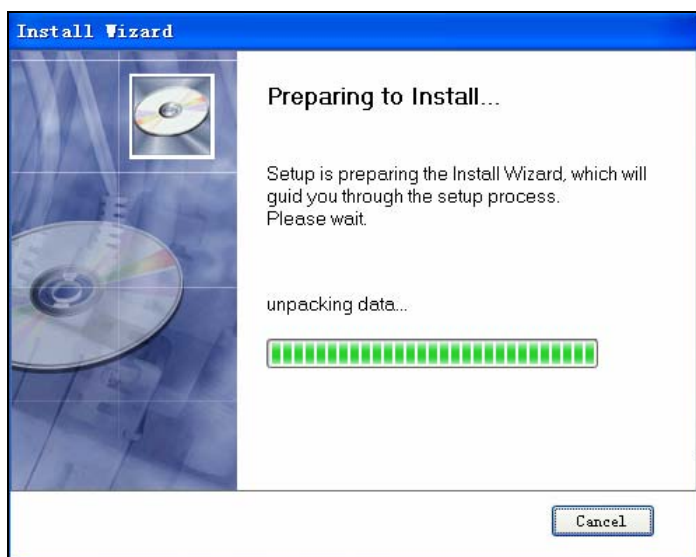 Install Wizard
Preparing to Install...
Setup is preparing the Install Wizard, which will
guid you through the setup process.
Please wait.
unpacking data...
Cancel